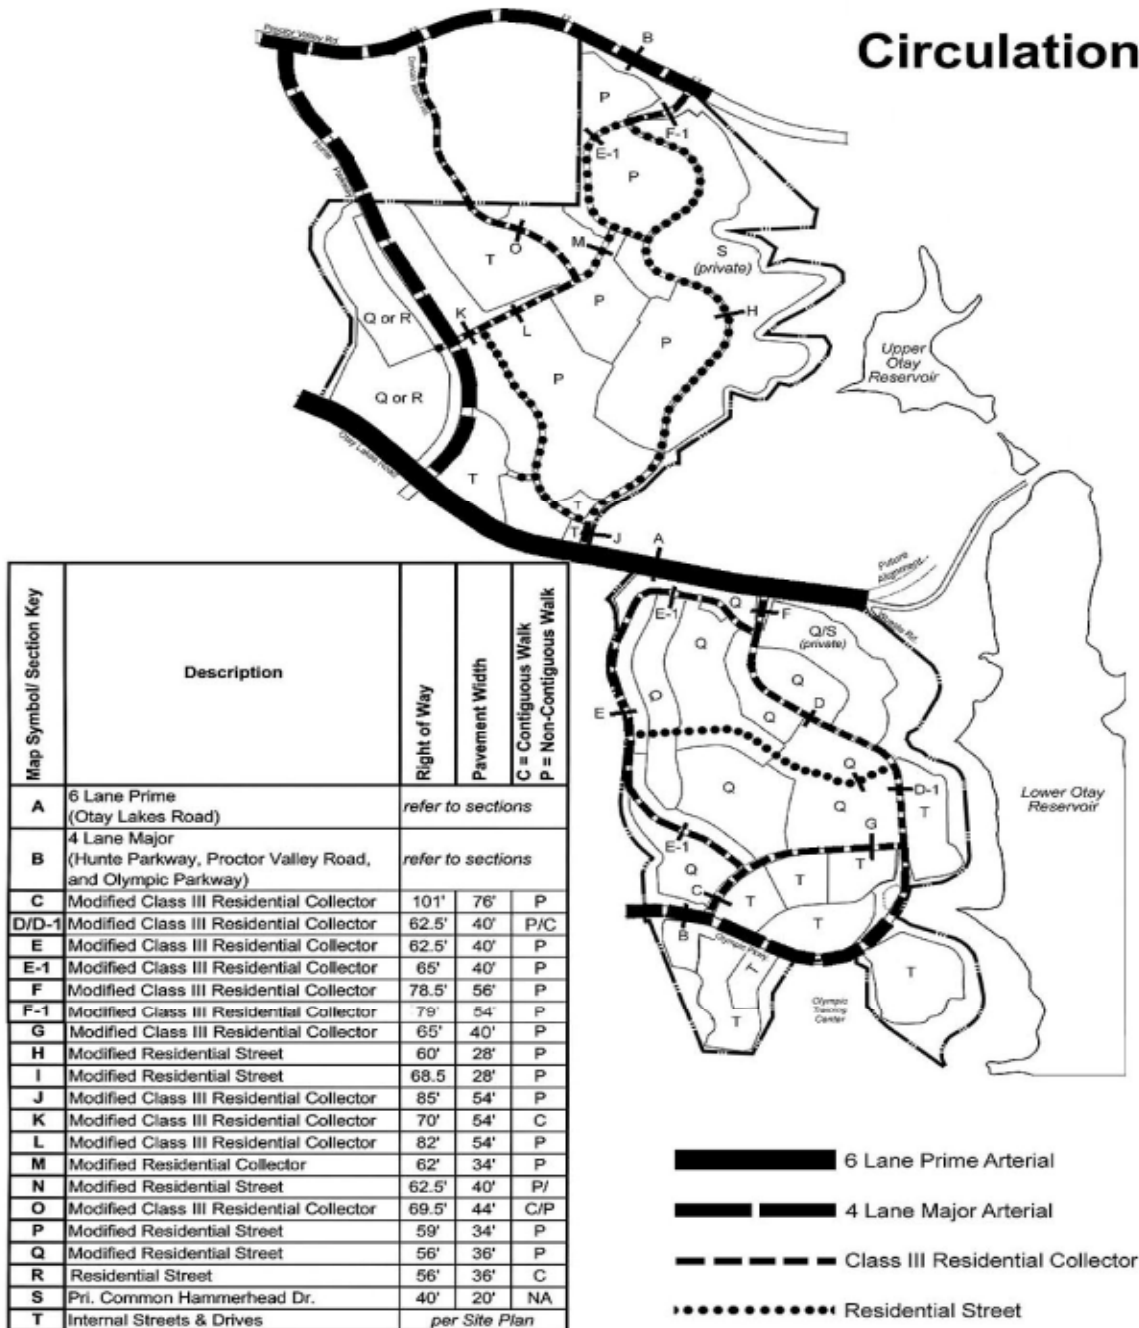 Circulation
Proctor Valley Rd.
B
P
F-1
E-1
P
Hunte Parkway
O
M
T
S
(private)
K
L
P
H
Q or R
P
Upper
Otay
Reservoir
P
Q or R
Otay Lakes Road
T
T
T
J
A
Future
Alignment
E-1
Q
F
Q/S
(private)
Q
Q
Q
E
Q
D
Q
Q
D-1
Lower Otay
Reservoir
Q
T
E-1
G
Q
T
T
C
T
T
B
Olympic Pkwy
T
T
T
Olympic
Training
Center
Map Symbol/ Section Key
Description
Right of Way
Pavement Width
C = Contiguous Walk
P = Non-Contiguous Walk
A 6 Lane Prime
(Otay Lakes Road) refer to sections
B 4 Lane Major
(Hunte Parkway, Proctor Valley Road, refer to sections
and Olympic Parkway)
C Modified Class III Residential Collector 101' 76' P
D/D-1 Modified Class III Residential Collector 62.5' 40' P/C
E Modified Class III Residential Collector 62.5' 40' P
E-1 Modified Class III Residential Collector 65' 40' P
F Modified Class III Residential Collector 78.5' 56' P
F-1 Modified Class III Residential Collector 79' 54' P
G Modified Class III Residential Collector 65' 40' P
H Modified Residential Street 60' 28' P
I Modified Residential Street 68.5 28' P
J Modified Class III Residential Collector 85' 54' P
K Modified Class III Residential Collector 70' 54' C
L Modified Class III Residential Collector 82' 54' P
M Modified Residential Collector 62' 34' P
N Modified Residential Street 62.5' 40' P/
O Modified Class III Residential Collector 69.5' 44' C/P
P Modified Residential Street 59' 34' P
Q Modified Residential Street 56' 36' P
R Residential Street 56' 36' C
S Pri. Common Hammerhead Dr. 40' 20' NA
T Internal Streets & Drives per Site Plan
6 Lane Prime Arterial
4 Lane Major Arterial
Class III Residential Collector
Residential Street